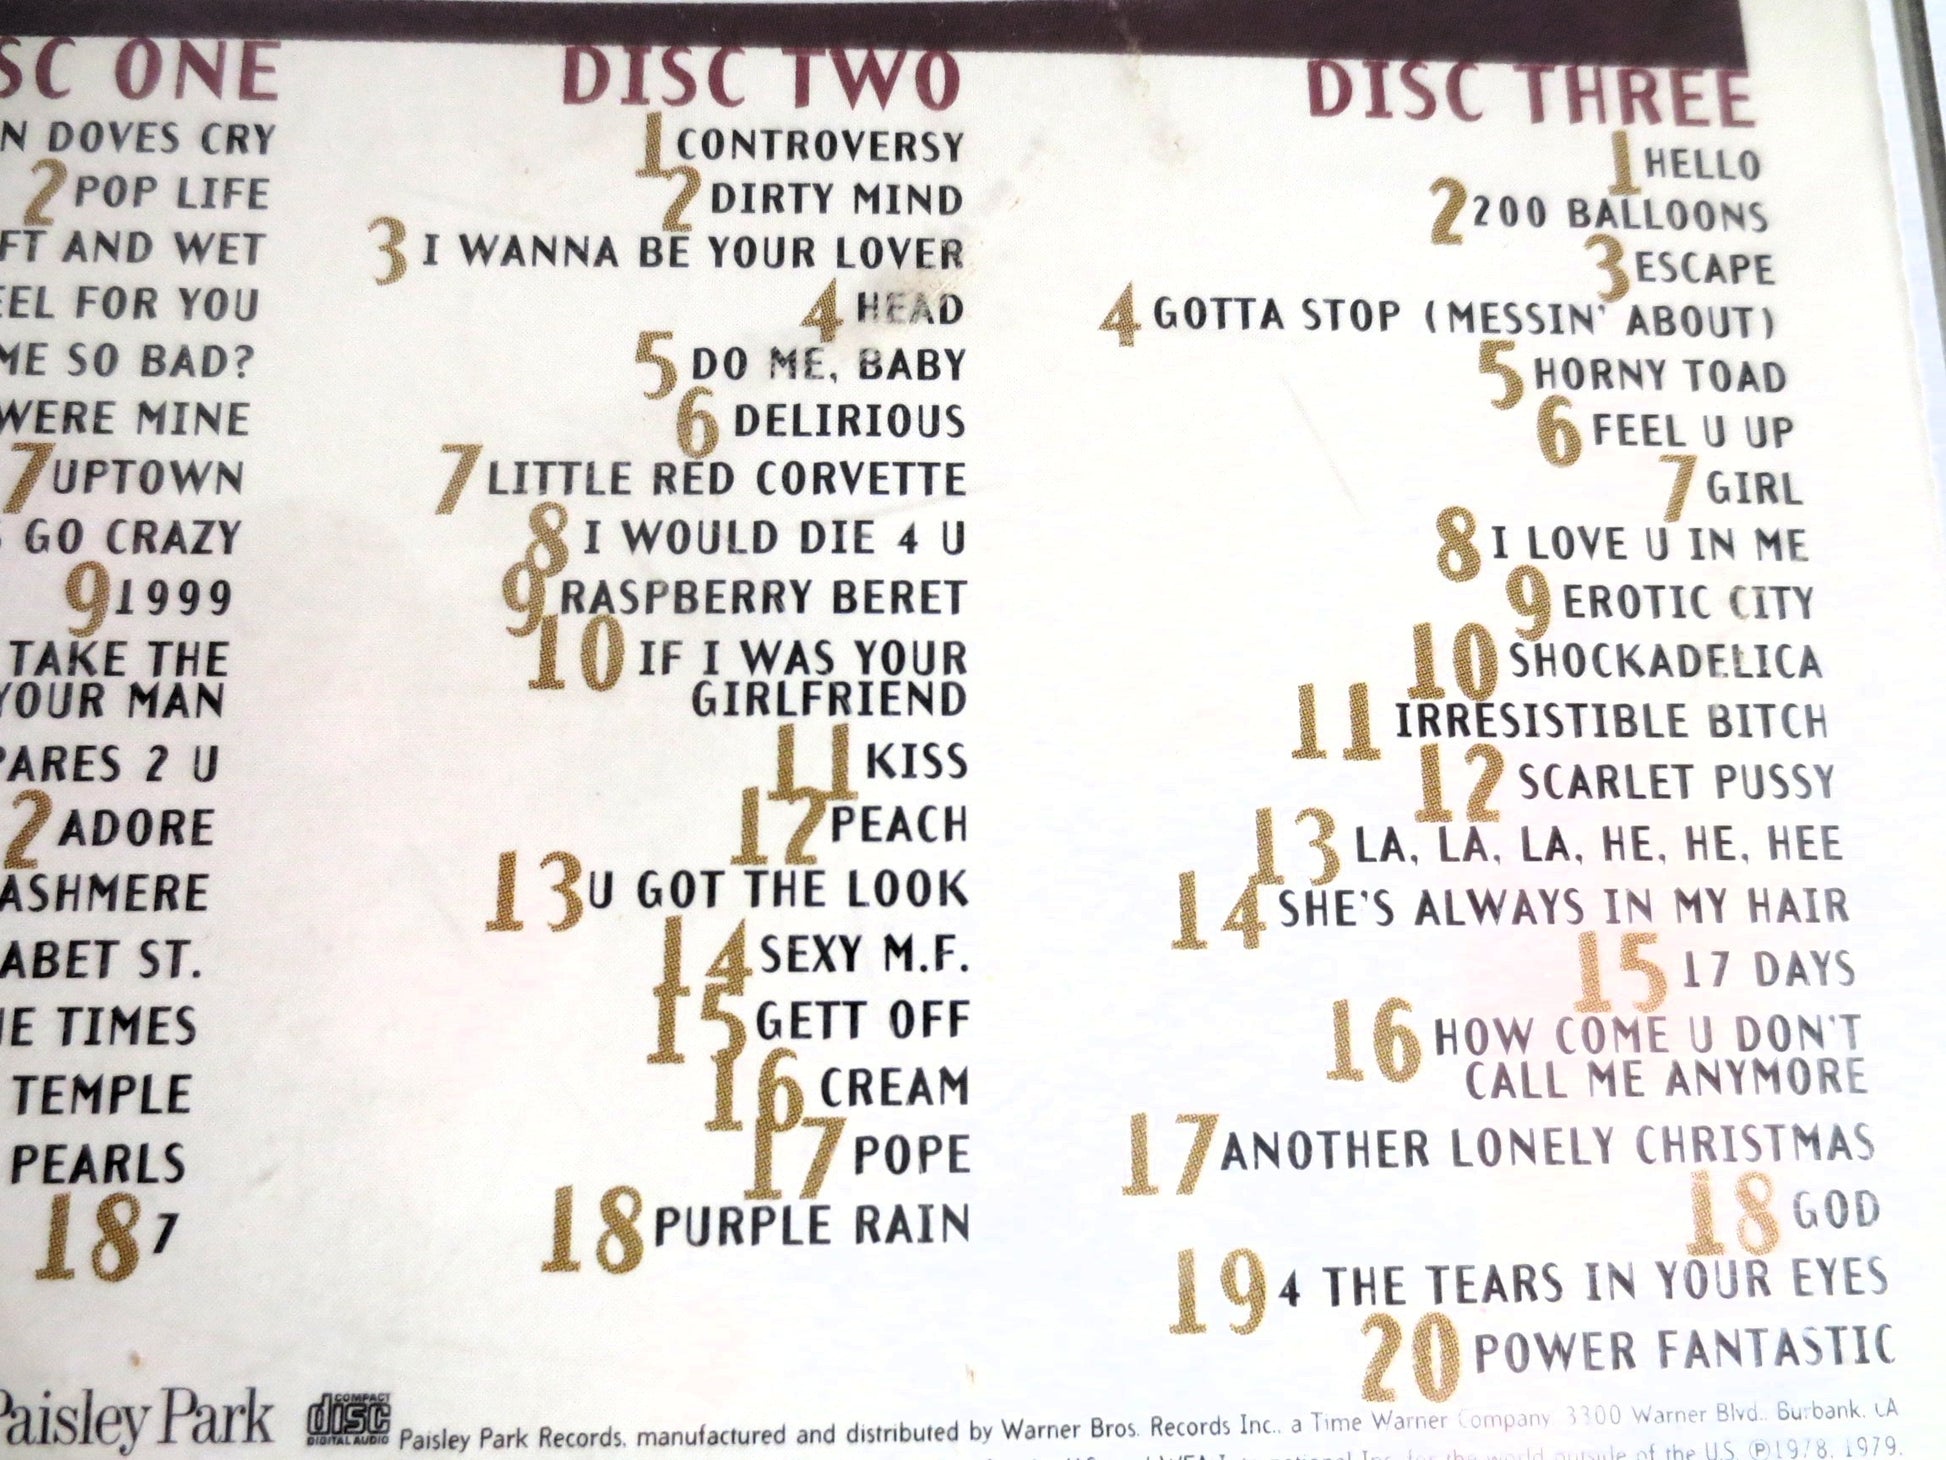 SC ONE
N DOVES CRY
2 POP LIFE
FT AND WET
EEL FOR YOU
ME SO BAD?
WERE MINE
7 UPTOWN
S GO CRAZY
9 1999
TAKE THE
YOUR MAN
PARES 2 U
2 ADORE
ASHMERE
ABET ST.
NE TIMES
TEMPLE
PEARLS
18 7
DISC TWO
1 CONTROVERSY
2 DIRTY MIND
3 I WANNA BE YOUR LOVER
4 HEAD
5 DO ME, BABY
6 DELIRIOUS
7 LITTLE RED CORVETTE
8 I WOULD DIE 4 U
9 RASPBERRY BERET
10 IF I WAS YOUR
GIRLFRIEND
11 KISS
12 PEACH
13 U GOT THE LOOK
14 SEXY M.F.
15 GETT OFF
16 CREAM
17 POPE
18 PURPLE RAIN
DISC THREE
1 HELLO
2 200 BALLOONS
3 ESCAPE
4 GOTTA STOP (MESSIN' ABOUT)
5 HORNY TOAD
6 FEEL U UP
7 GIRL
8 I LOVE U IN ME
9 EROTIC CITY
10 SHOCKADELICA
11 IRRESISTIBLE BITCH
12 SCARLET PUSSY
13 LA, LA, LA, HE, HE, HEE
14 SHE'S ALWAYS IN MY HAIR
15 17 DAYS
16 HOW COME U DON'T
CALL ME ANYMORE
17 ANOTHER LONELY CHRISTMAS
18 GOD
19 4 THE TEARS IN YOUR EYES
20 POWER FANTASTIC
Paisley Park
COMPACT
disc
DIGITAL AUDIO
Paisley Park Records, manufactured and distributed by Warner Bros. Records Inc., a Time Warner Company 3300 Warner Blvd., Burbank, CA
for the world outside of the U.S. ℗1978, 1979,